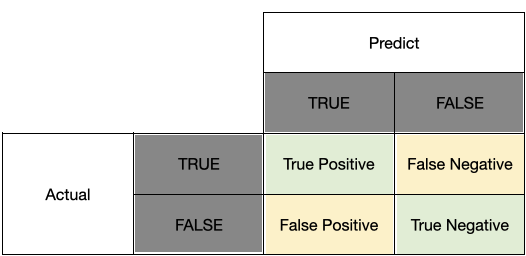 Predict
TRUE FALSE
TRUE True Positive False Negative
Actual
FALSE False Positive True Negative